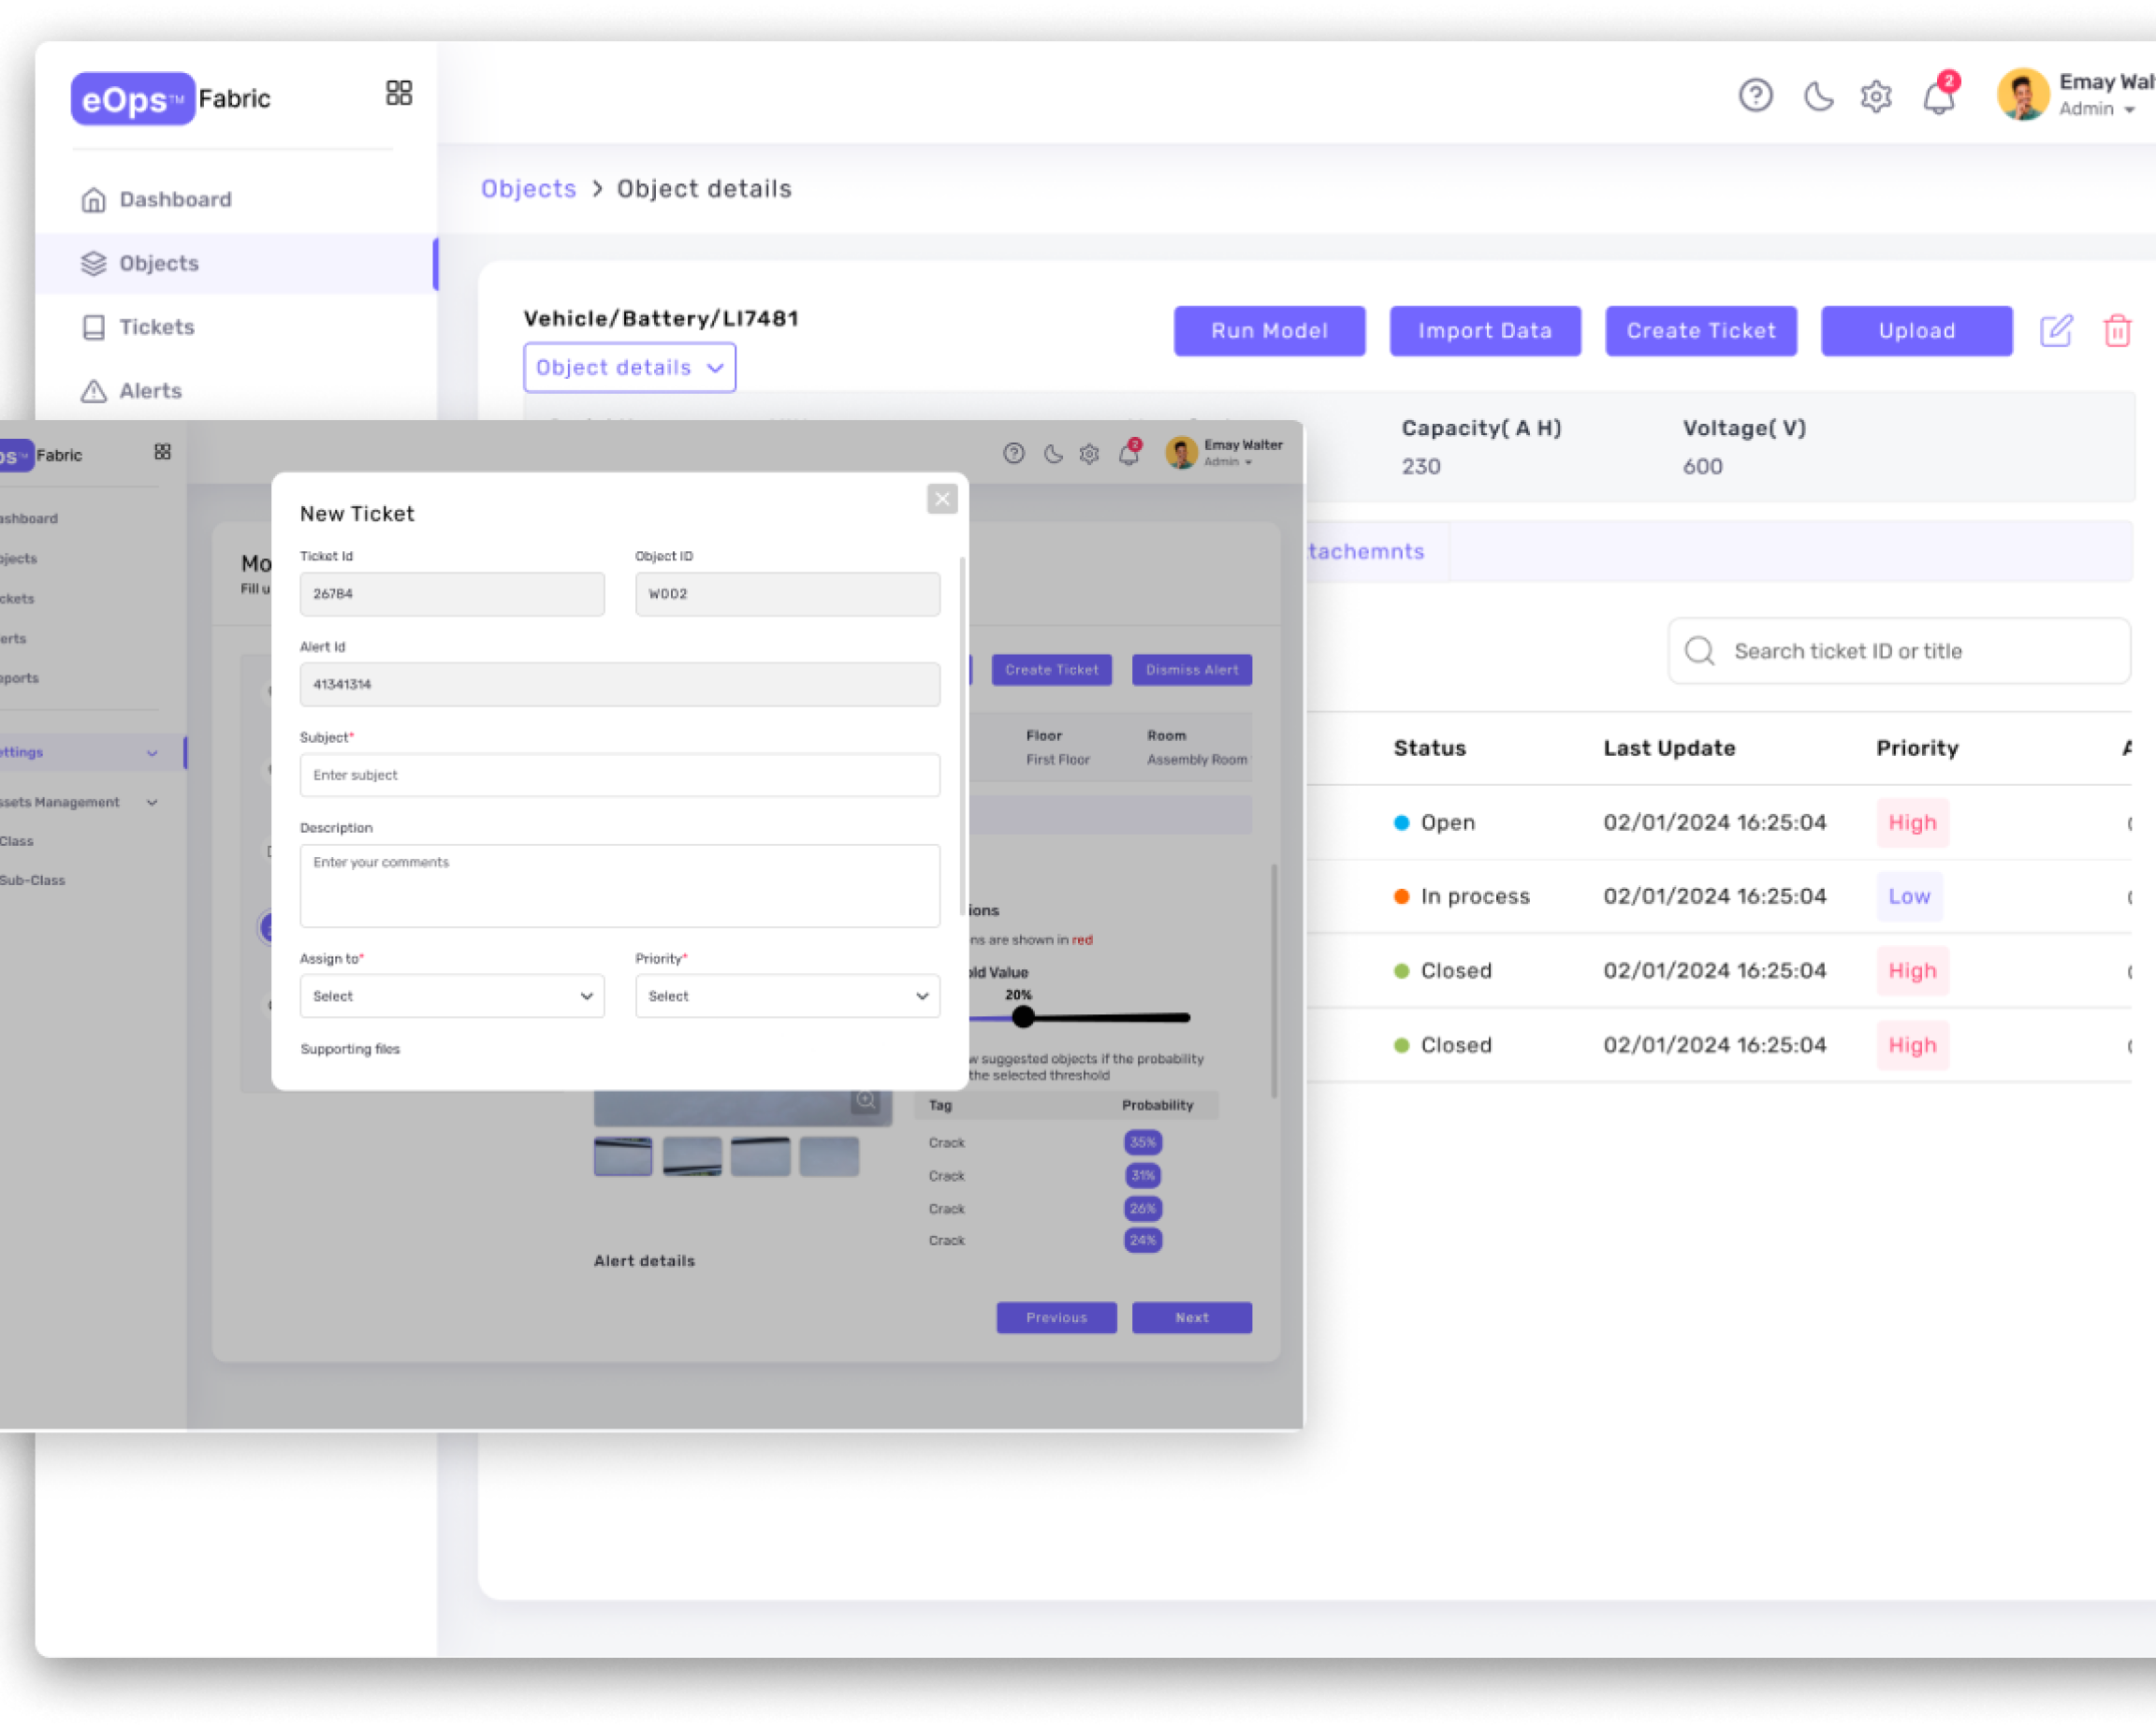 eOps™ Fabric
Emay Wal
Admin
2
Dashboard
Objects
Tickets
Alerts
Objects > Object details
Vehicle/Battery/LI7481
Object details
Run Model
Import Data
Create Ticket
Upload
Capacity( A H)
Voltage( V)
230
600
tachemnts
Search ticket ID or title
Status
Last Update
Priority
Open
02/01/2024 16:25:04
High
In process
02/01/2024 16:25:04
Low
Closed
02/01/2024 16:25:04
High
Closed
02/01/2024 16:25:04
High
ps™ Fabric
2
Emay Walter
Admin
ashboard
bjects
ckets
erts
eports
ettings
ssets Management
Class
Sub-Class
Mo
Fill u
New Ticket
Ticket Id
Object ID
26784
W002
Alert Id
41341314
Subject*
Enter subject
Description
Enter your comments
Assign to*
Priority*
Select
Select
Supporting files
Create Ticket
Dismiss Alert
Floor
Room
First Floor
Assembly Room
ions
ns are shown in red
old Value
20%
w suggested objects if the probability
the selected threshold
Tag
Probability
Crack
35%
Crack
31%
Crack
26%
Crack
24%
Alert details
Previous
Next